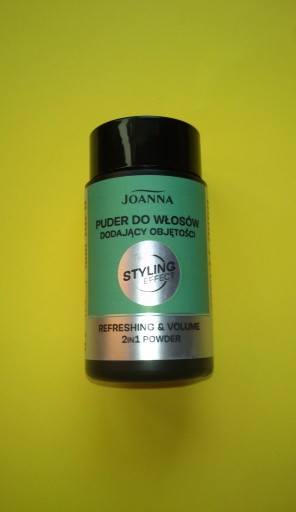 JOANNA
PUDER DO WŁOSÓW
DODAJĄCY OBJĘTOŚCI
STYLING
EFFECT
REFRESHING & VOLUME
2IN1 POWDER